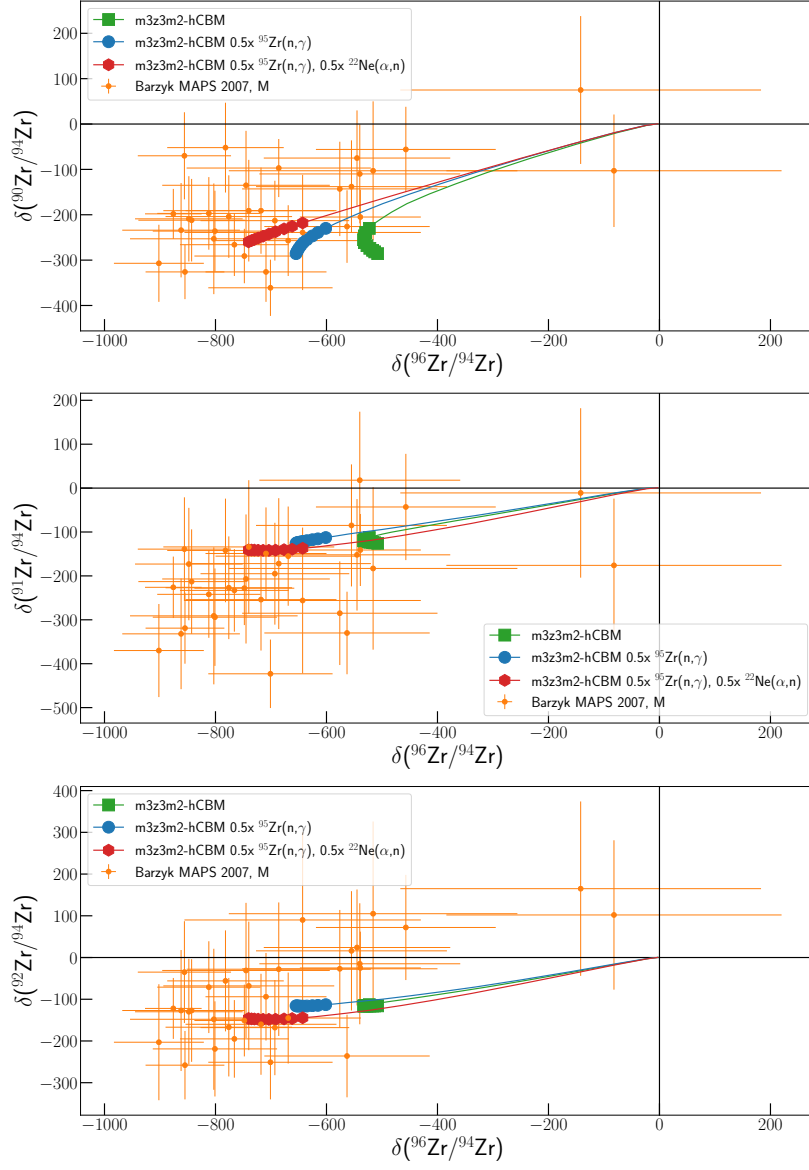 m3z3m2-hCBM
m3z3m2-hCBM 0.5x ⁹⁵Zr(n,γ)
m3z3m2-hCBM 0.5x ⁹⁵Zr(n,γ), 0.5x ²²Ne(α,n)
Barzyk MAPS 2007, M
200
100
0
−100
−200
−300
−400
δ(⁹⁰Zr/⁹⁴Zr)
−1000 −800 −600 −400 −200 0 200
δ(⁹⁶Zr/⁹⁴Zr)
200
100
0
−100
−200
−300
−400
−500
δ(⁹¹Zr/⁹⁴Zr)
m3z3m2-hCBM
m3z3m2-hCBM 0.5x ⁹⁵Zr(n,γ)
m3z3m2-hCBM 0.5x ⁹⁵Zr(n,γ), 0.5x ²²Ne(α,n)
Barzyk MAPS 2007, M
−1000 −800 −600 −400 −200 0 200
δ(⁹⁶Zr/⁹⁴Zr)
m3z3m2-hCBM
m3z3m2-hCBM 0.5x ⁹⁵Zr(n,γ)
m3z3m2-hCBM 0.5x ⁹⁵Zr(n,γ), 0.5x ²²Ne(α,n)
Barzyk MAPS 2007, M
400
300
200
100
0
−100
−200
−300
δ(⁹²Zr/⁹⁴Zr)
−1000 −800 −600 −400 −200 0 200
δ(⁹⁶Zr/⁹⁴Zr)